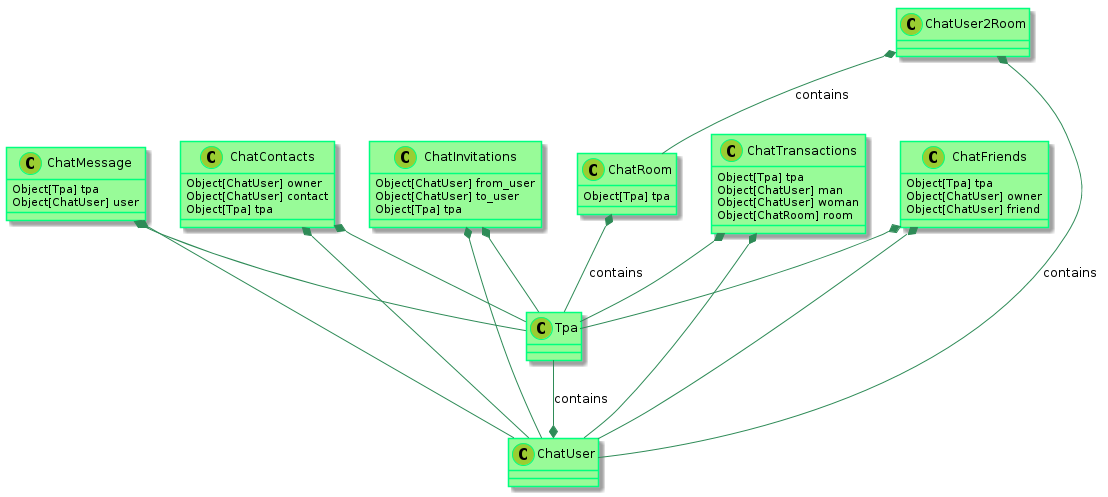 C ChatUser2Room
contains
C ChatMessage
Object[Tpa] tpa
Object[ChatUser] user
C ChatContacts
Object[ChatUser] owner
Object[ChatUser] contact
Object[Tpa] tpa
C ChatInvitations
Object[ChatUser] from_user
Object[ChatUser] to_user
Object[Tpa] tpa
C ChatRoom
Object[Tpa] tpa
C ChatTransactions
Object[Tpa] tpa
Object[ChatUser] man
Object[ChatUser] woman
Object[ChatRoom] room
C ChatFriends
Object[Tpa] tpa
Object[ChatUser] owner
Object[ChatUser] friend
contains
contains
C Tpa
contains
C ChatUser